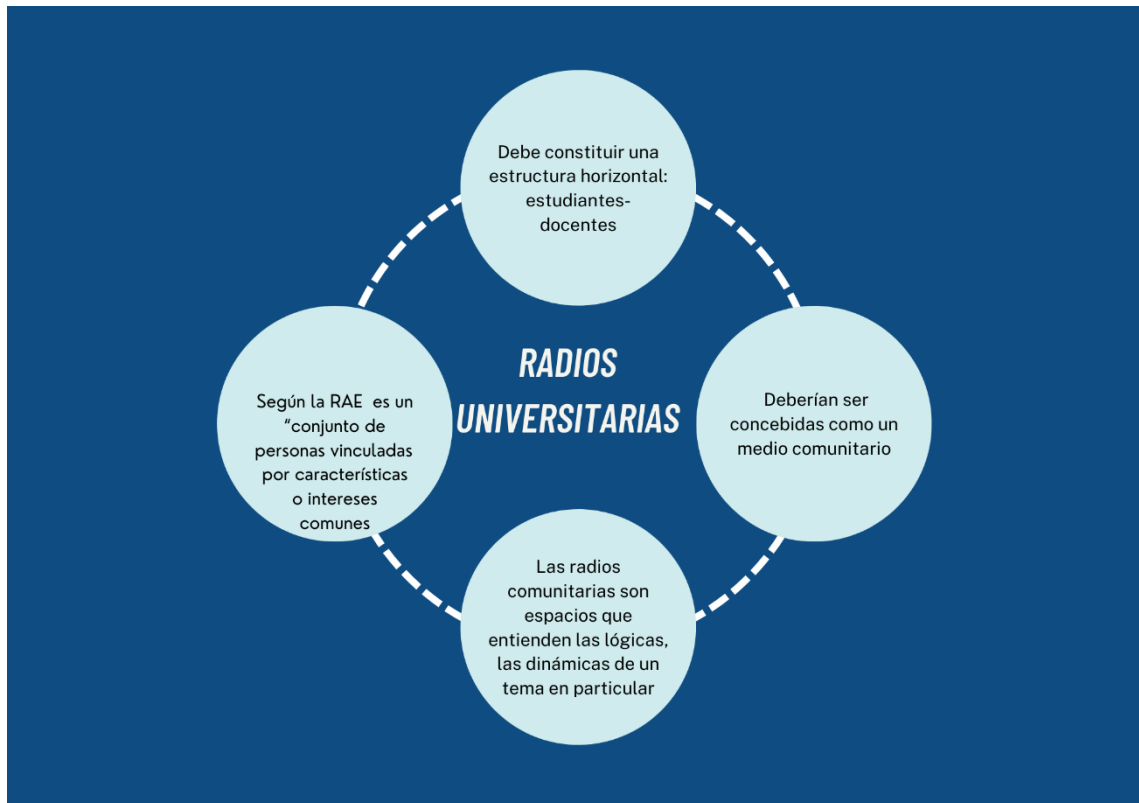 Debe constituir una
estructura horizontal:
estudiantes-
docentes
RADIOS
UNIVERSITARIAS
Según la RAE  es un
“conjunto de
personas vinculadas
por características
o intereses
comunes
Deberían ser
concebidas como un
medio comunitario
Las radios
comunitarias son
espacios que
entienden las lógicas,
las dinámicas de un
tema en particular